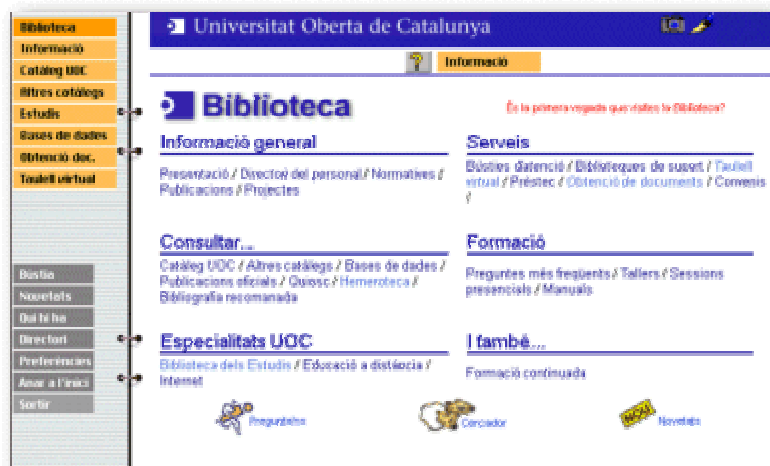 Biblioteca
Informació
Catàleg UOC
Altres catàlegs
Estudis
Bases de dades
Obtenció doc.
Taulell virtual
Bústia
Novetats
Qui hi ha
Directori
Preferències
Anar a l'inici
Sortir
Universitat Oberta de Catalunya
? Informació
Biblioteca
És la primera vegada que visites la Biblioteca?
Informació general
Presentació / Directori del personal / Normatives /
Publicacions / Projectes
Serveis
Bústies d'atenció / Biblioteques de suport / Taulell
virtual / Préstec / Obtenció de documents / Convenis
/
Consultar...
Catàleg UOC / Altres catàlegs / Bases de dades /
Publicacions oficials / Quiosc / Hemeroteca /
Bibliografia recomanada
Formació
Preguntes més freqüents / Tallers / Sessions
presencials / Manuals
Especialitats UOC
Biblioteca dels Estudis / Educació a distància /
Internet
I també...
Formació continuada
Cercador
NOU
Novetats